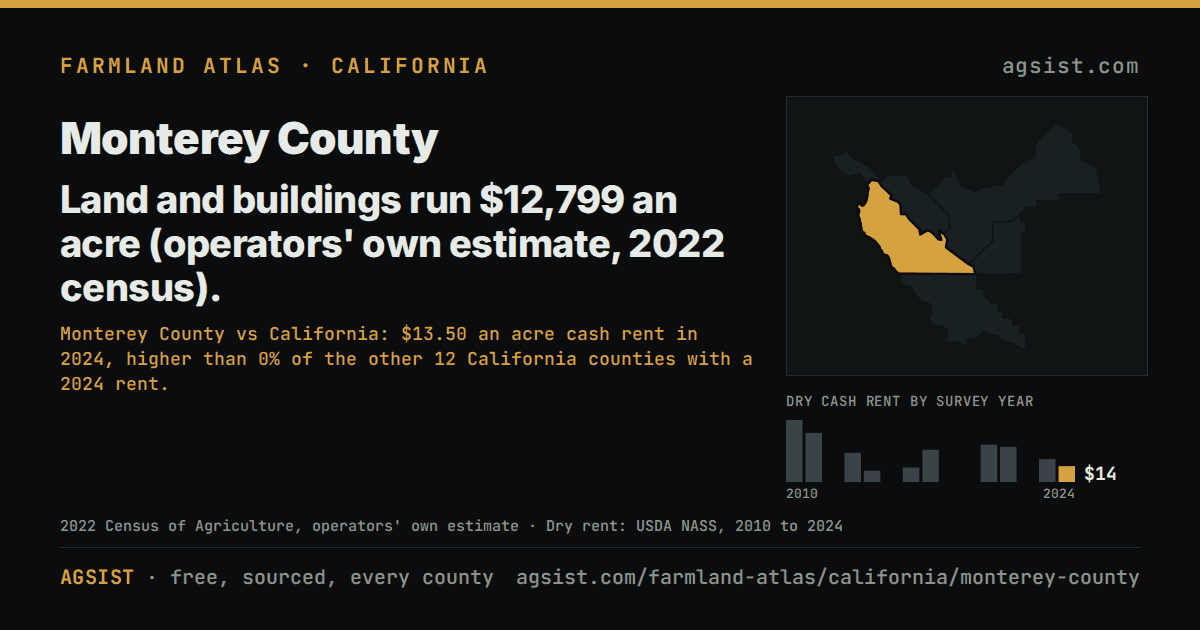 FARMLAND ATLAS · CALIFORNIA
agsist.com
Monterey County
Land and buildings run $12,799 an
acre (operators' own estimate, 2022
census).
Monterey County vs California: $13.50 an acre cash rent in
2024, higher than 0% of the other 12 California counties with a
2024 rent.
DRY CASH RENT BY SURVEY YEAR
$14
2010 2024
2022 Census of Agriculture, operators' own estimate · Dry rent: USDA NASS, 2010 to 2024
AGSIST · free, sourced, every county agsist.com/farmland-atlas/california/monterey-county